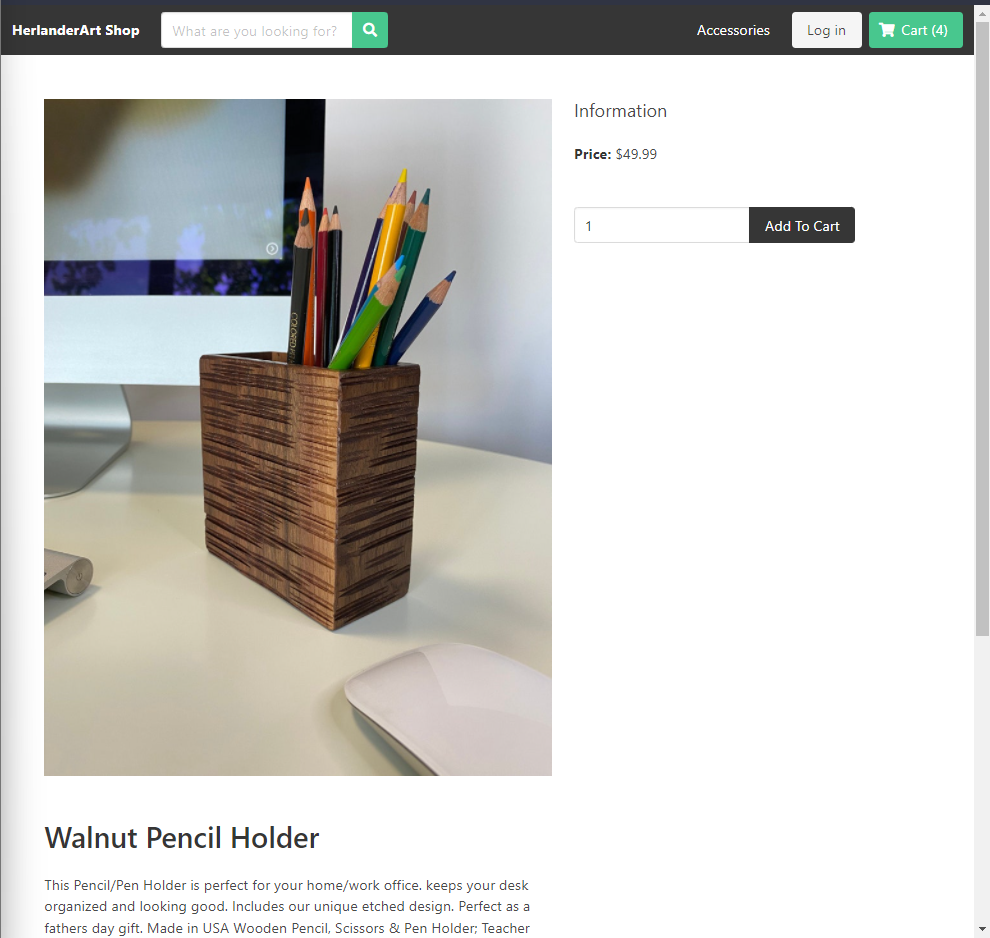 HerlanderArt Shop
What are you looking for?
Accessories
Log in
Cart (4)
Information
Price: $49.99
1
Add To Cart
COLORED PE
Walnut Pencil Holder
This Pencil/Pen Holder is perfect for your home/work office. keeps your desk
organized and looking good. Includes our unique etched design. Perfect as a
fathers day gift. Made in USA Wooden Pencil, Scissors & Pen Holder; Teacher